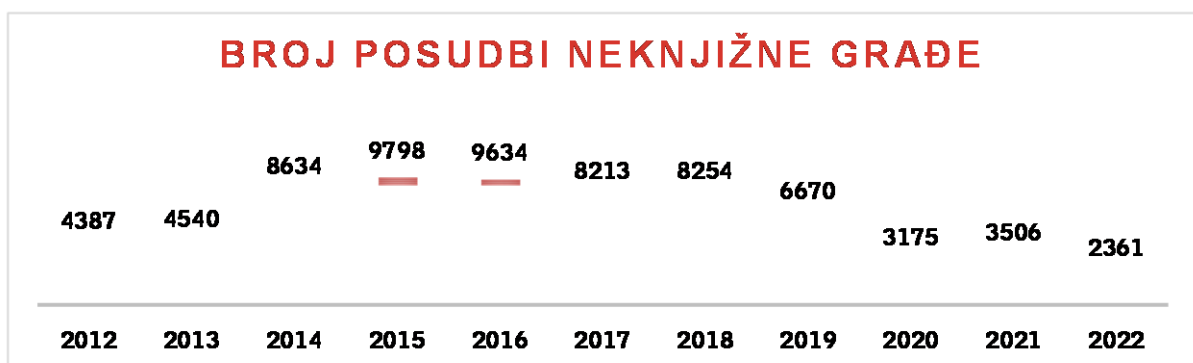 BROJ POSUDBI NEKNJIŽNE GRAĐE
4387 4540 8634 9798 9634 8213 8254 6670 3175 3506 2361
2012 2013 2014 2015 2016 2017 2018 2019 2020 2021 2022